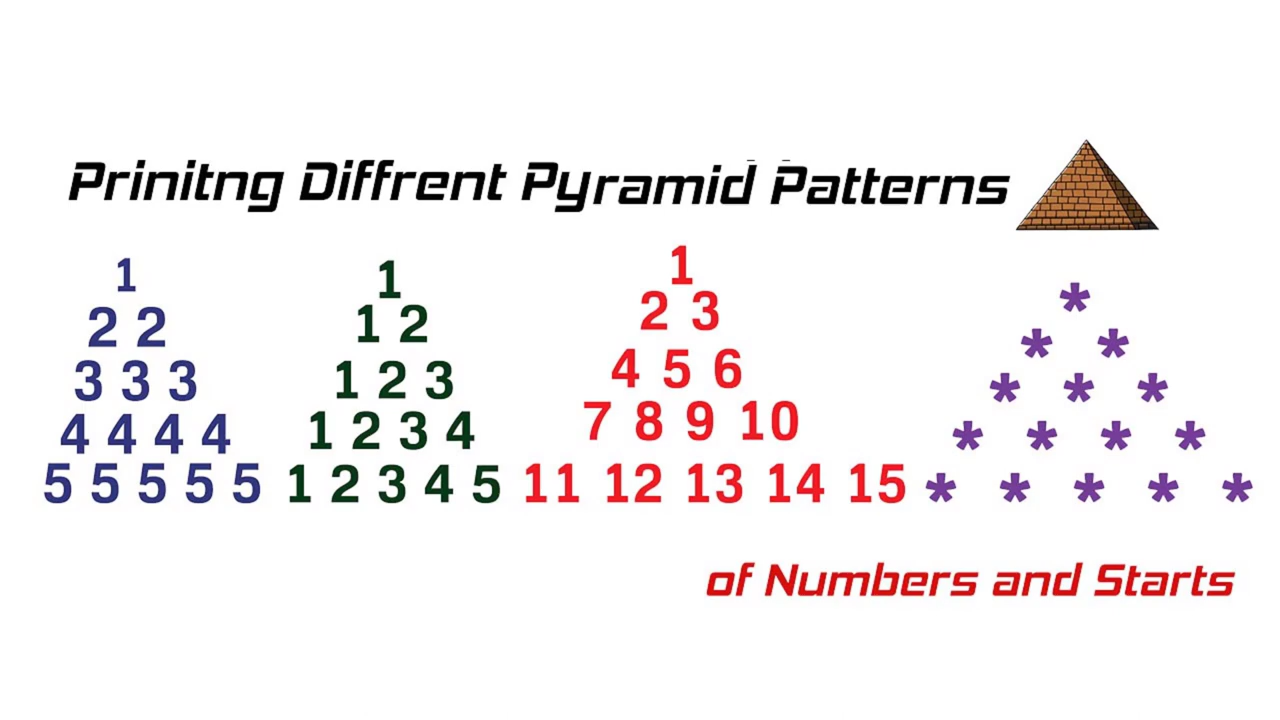 Prinitng Diffrent Pyramid Patterns
1
2 2
3 3 3
4 4 4 4
5 5 5 5 5
1
1 2
1 2 3
1 2 3 4
1 2 3 4 5
1
2 3
4 5 6
7 8 9 10
11 12 13 14 15
*
* *
* * *
* * * *
* * * * *
of Numbers and Starts